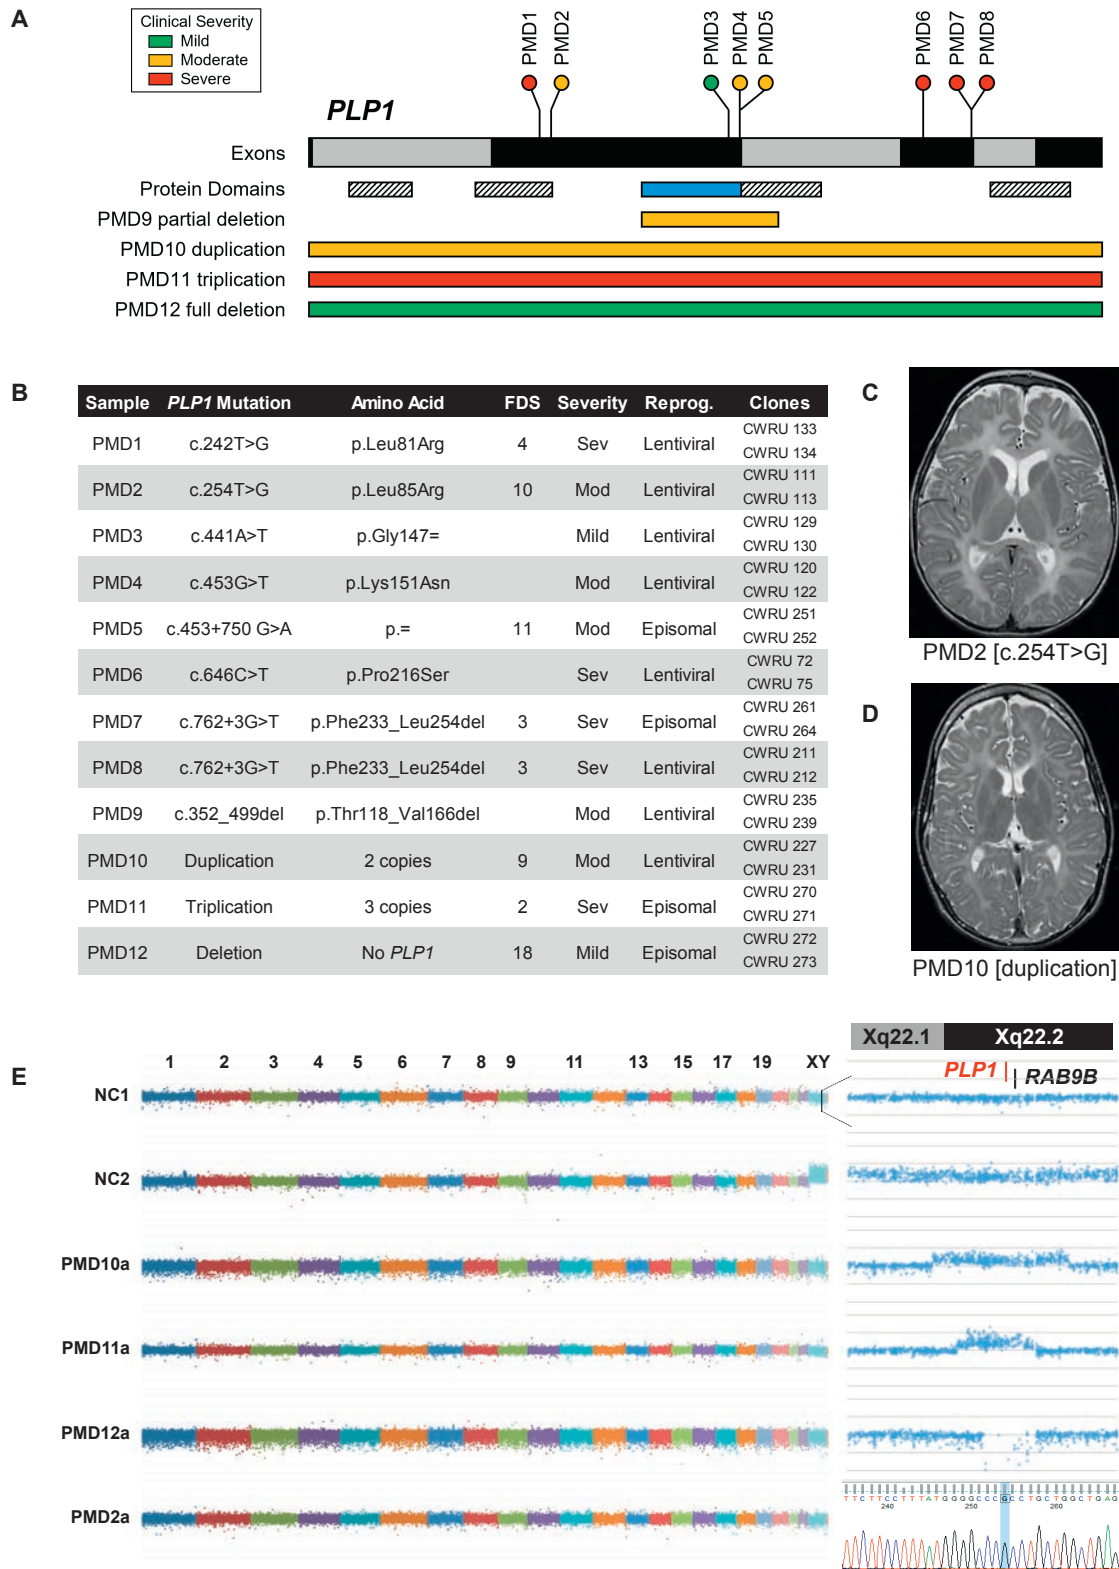 A
Clinical Severity
Mild
Moderate
Severe
PMD1
PMD2
PMD3
PMD4
PMD5
PMD6
PMD7
PMD8
PLP1
Exons
Protein Domains
PMD9 partial deletion
PMD10 duplication
PMD11 triplication
PMD12 full deletion
B
Sample PLP1 Mutation Amino Acid FDS Severity Reprog. Clones
PMD1 c.242T>G p.Leu81Arg 4 Sev Lentiviral CWRU 133
CWRU 134
PMD2 c.254T>G p.Leu85Arg 10 Mod Lentiviral CWRU 111
CWRU 113
PMD3 c.441A>T p.Gly147= Mild Lentiviral CWRU 129
CWRU 130
PMD4 c.453G>T p.Lys151Asn Mod Lentiviral CWRU 120
CWRU 122
PMD5 c.453+750 G>A p.= 11 Mod Episomal CWRU 251
CWRU 252
PMD6 c.646C>T p.Pro216Ser Sev Lentiviral CWRU 72
CWRU 75
PMD7 c.762+3G>T p.Phe233_Leu254del 3 Sev Episomal CWRU 261
CWRU 264
PMD8 c.762+3G>T p.Phe233_Leu254del 3 Sev Lentiviral CWRU 211
CWRU 212
PMD9 c.352_499del p.Thr118_Val166del Mod Lentiviral CWRU 235
CWRU 239
PMD10 Duplication 2 copies 9 Mod Lentiviral CWRU 227
CWRU 231
PMD11 Triplication 3 copies 2 Sev Episomal CWRU 270
CWRU 271
PMD12 Deletion No PLP1 18 Mild Episomal CWRU 272
CWRU 273
C
PMD2 [c.254T>G]
D
PMD10 [duplication]
E
1 2 3 4 5 6 7 8 9 11 13 15 17 19 XY
Xq22.1 Xq22.2
PLP1 RAB9B
NC1
NC2
PMD10a
PMD11a
PMD12a
PMD2a
TTCTTCCTTTATGGGGCCCGCCTGCTGGCTGAG
240 250 260